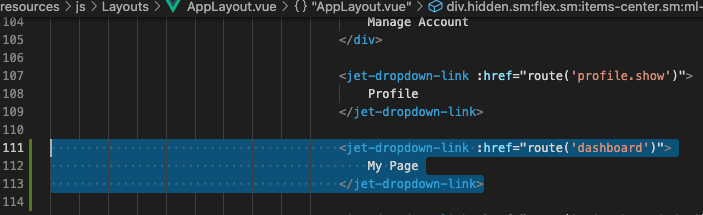 resources > js > Layouts > AppLayout.vue > {} "AppLayout.vue" > div.hidden.sm:flex.sm:items-center.sm:ml-
104 Manage Account
105 </div>
106
107 <jet-dropdown-link :href="route('profile.show')">
108 Profile
109 </jet-dropdown-link>
110
111 <jet-dropdown-link :href="route('dashboard')">
112 My Page
113 </jet-dropdown-link>
114